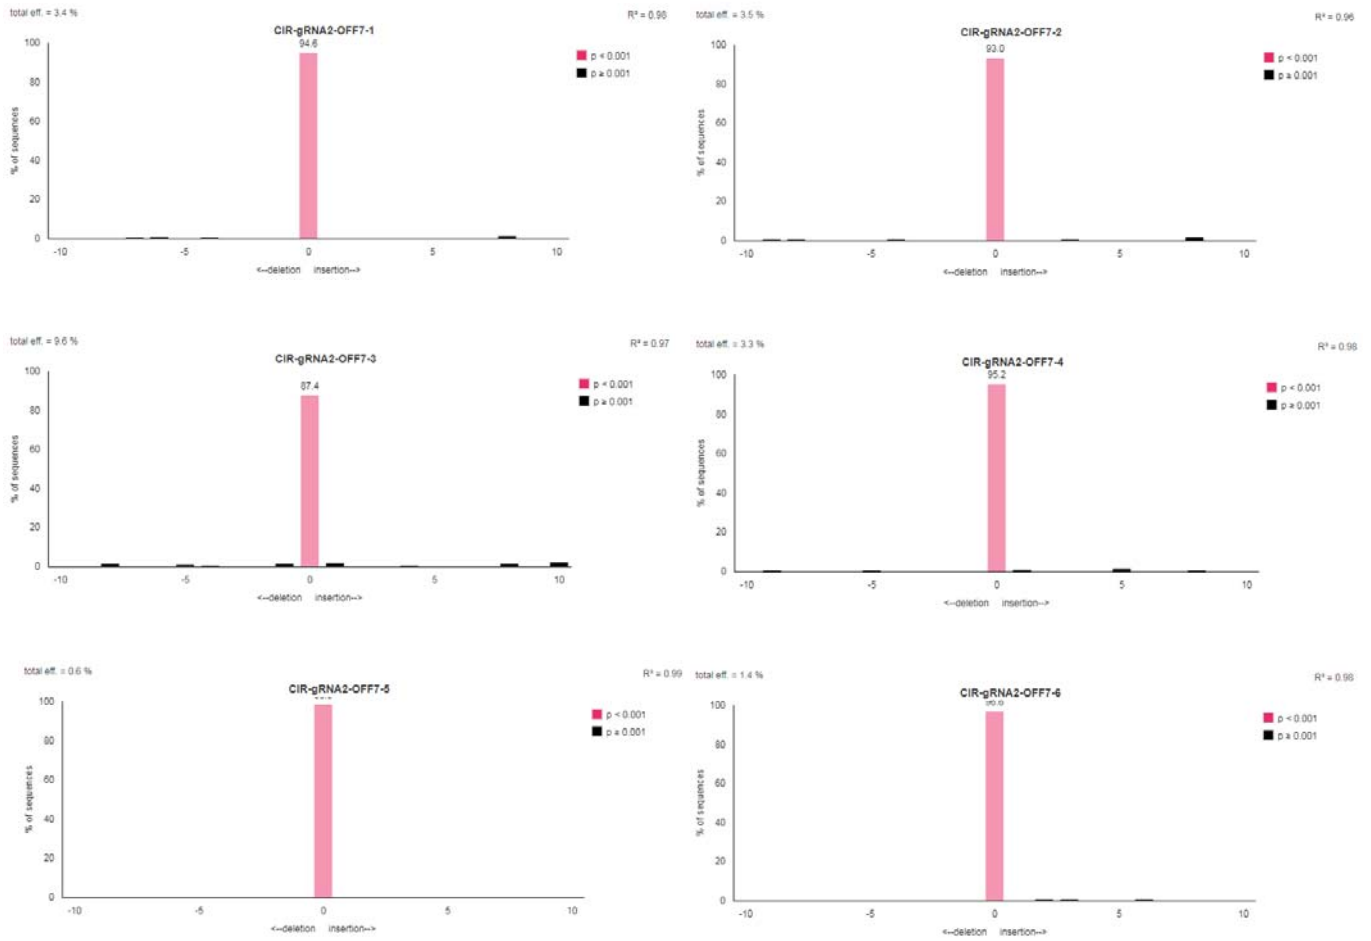 total eff. = 3.4 %
R² = 0.98
CIR-gRNA2-OFF7-1
94.6
p < 0.001
p ≥ 0.001
100
80
60
40
20
0
% of sequences
-10 -5 0 5 10
<--deletion insertion-->
total eff. = 3.5 %
R² = 0.96
CIR-gRNA2-OFF7-2
93.0
p < 0.001
p ≥ 0.001
100
80
60
40
20
0
% of sequences
-10 -5 0 5 10
<--deletion insertion-->
total eff. = 9.6 %
R² = 0.97
CIR-gRNA2-OFF7-3
87.4
p < 0.001
p ≥ 0.001
100
80
60
40
20
0
% of sequences
-10 -5 0 5 10
<--deletion insertion-->
total eff. = 3.3 %
R² = 0.98
CIR-gRNA2-OFF7-4
95.2
p < 0.001
p ≥ 0.001
100
80
60
40
20
0
% of sequences
-10 -5 0 5 10
<--deletion insertion-->
total eff. = 0.6 %
R² = 0.99
CIR-gRNA2-OFF7-5
p < 0.001
p ≥ 0.001
100
80
60
40
20
0
% of sequences
-10 -5 0 5 10
<--deletion insertion-->
total eff. = 1.4 %
R² = 0.98
CIR-gRNA2-OFF7-6
p < 0.001
p ≥ 0.001
100
80
60
40
20
0
% of sequences
-10 -5 0 5 10
<--deletion insertion-->